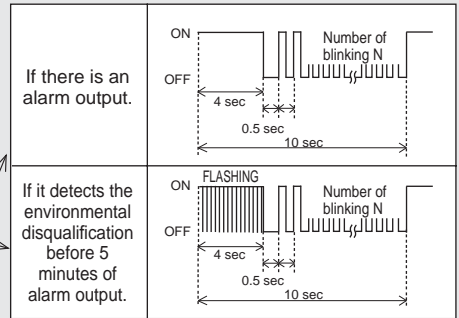 If there is an
alarm output.
ON
OFF
Number of
blinking N
4 sec
0.5 sec
10 sec
If it detects the
environmental
disqualification
before 5
minutes of
alarm output.
FLASHING
ON
OFF
Number of
blinking N
4 sec
0.5 sec
10 sec